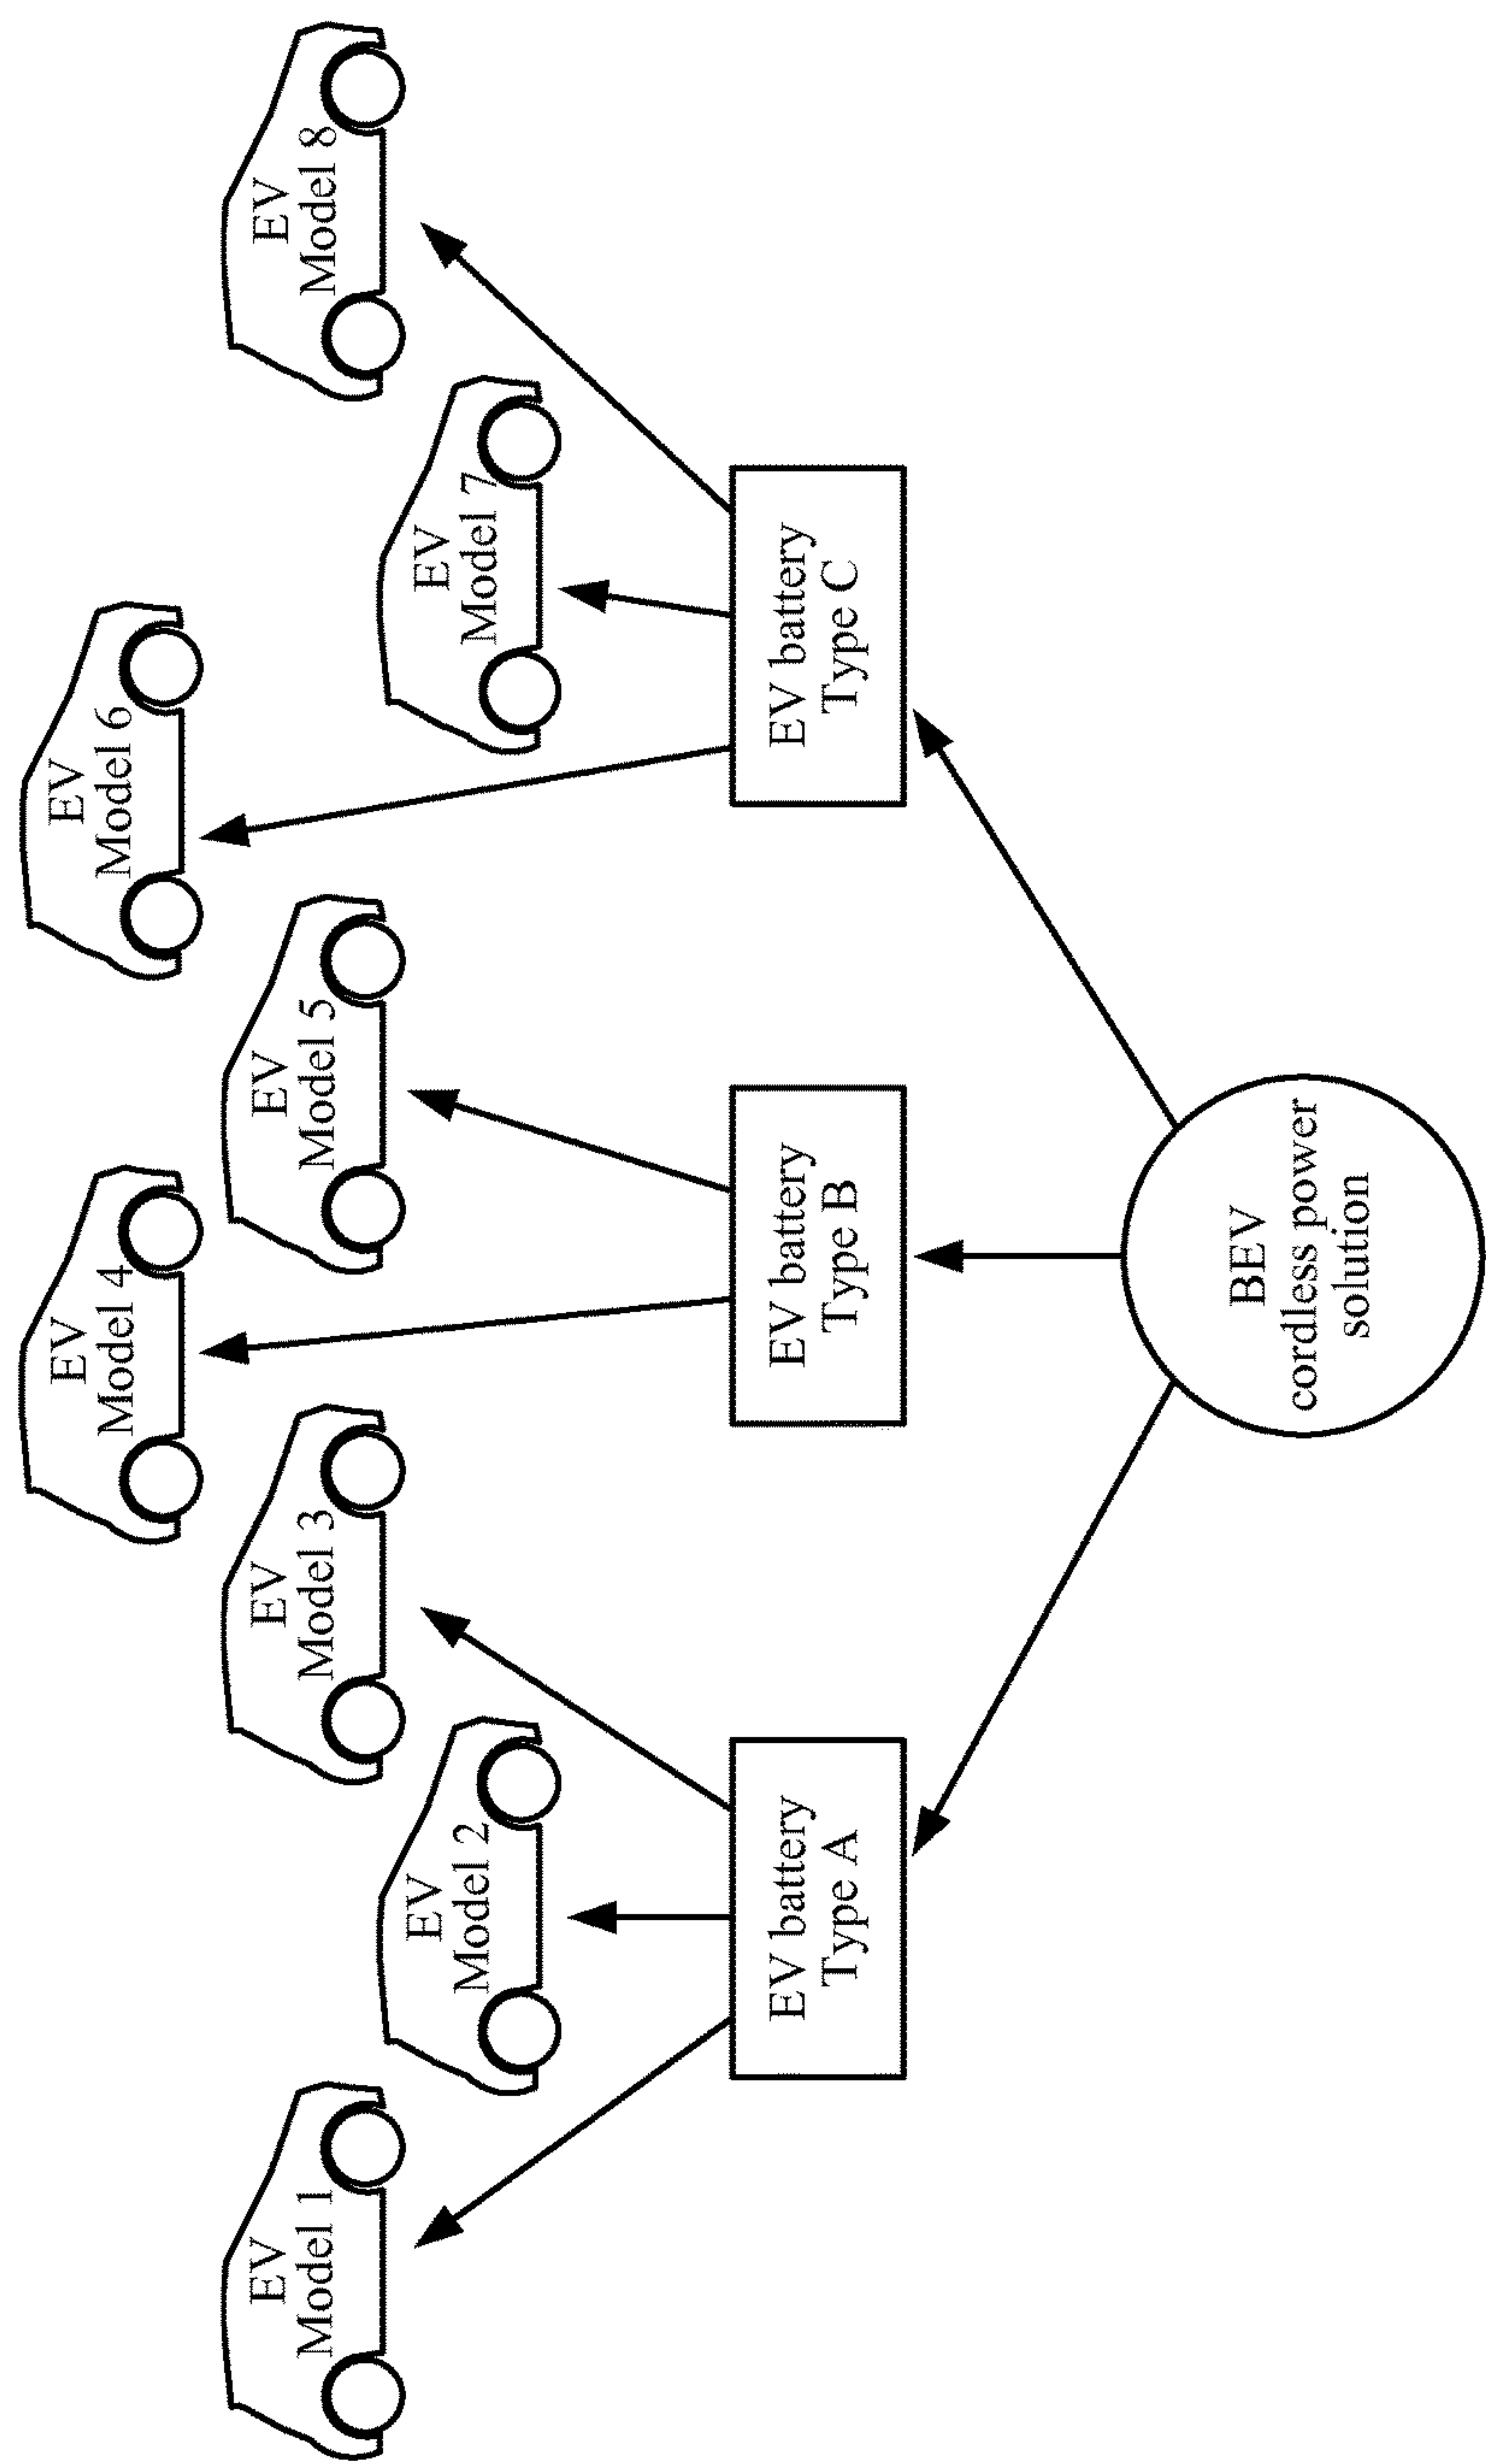 EV
Model 4
EV
Model 6
EV
Model 1
EV
Model 3
EV
Model 5
EV
Model 8
EV
Model 2
EV
Model 7
EV battery
Type A
EV battery
Type B
EV battery
Type C
BEV
cordless power
solution